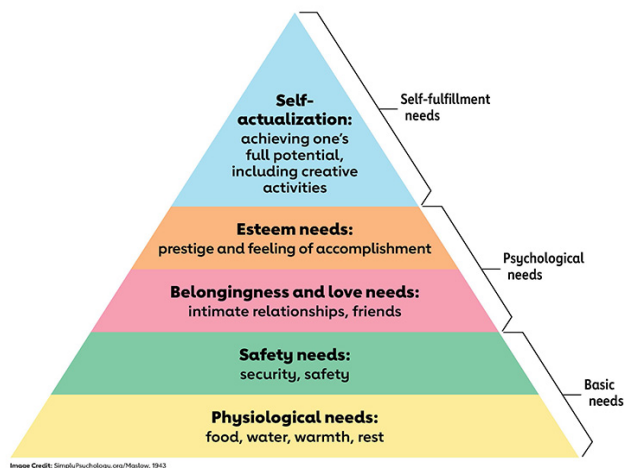 Self-
actualization:
achieving one's
full potential,
including creative
activities
Self-fulfillment
needs
Esteem needs:
prestige and feeling of accomplishment
Psychological
needs
Belongingness and love needs:
intimate relationships, friends
Safety needs:
security, safety
Basic
needs
Physiological needs:
food, water, warmth, rest
Image Credit: SimplyPsychology.org/Maslow, 1943